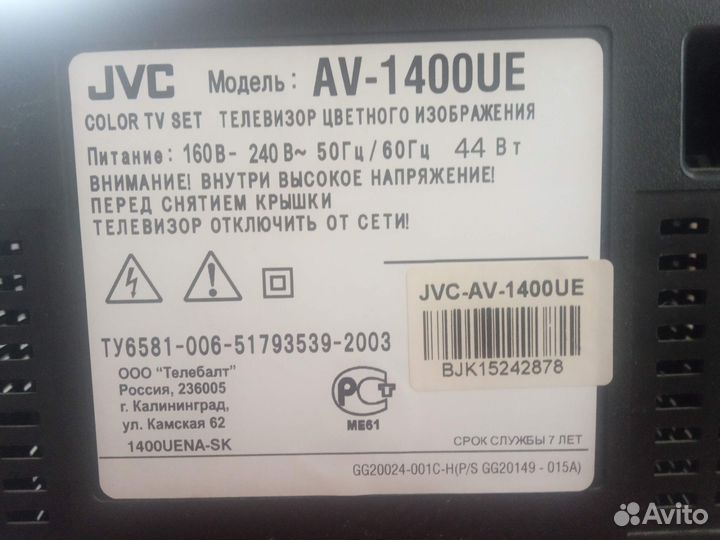 JVC Модель: AV-1400UE
COLOR TV SET ТЕЛЕВИЗОР ЦВЕТНОГО ИЗОБРАЖЕНИЯ
Питание: 160В- 240В~ 50Гц/60Гц 44 Вт
ВНИМАНИЕ! ВНУТРИ ВЫСОКОЕ НАПРЯЖЕНИЕ!
ПЕРЕД СНЯТИЕМ КРЫШКИ
ТЕЛЕВИЗОР ОТКЛЮЧИТЬ ОТ СЕТИ!
JVC-AV-1400UE
BJK15242878
ТУ6581-006-51793539-2003
ООО "Телебалт"
Россия, 236005
г. Калининград,
ул. Камская 62
1400UENA-SK
РСТ
МЕ61
СРОК СЛУЖБЫ 7 ЛЕТ
GG20024-001C-H(P/S GG20149 - 015A)
Avito